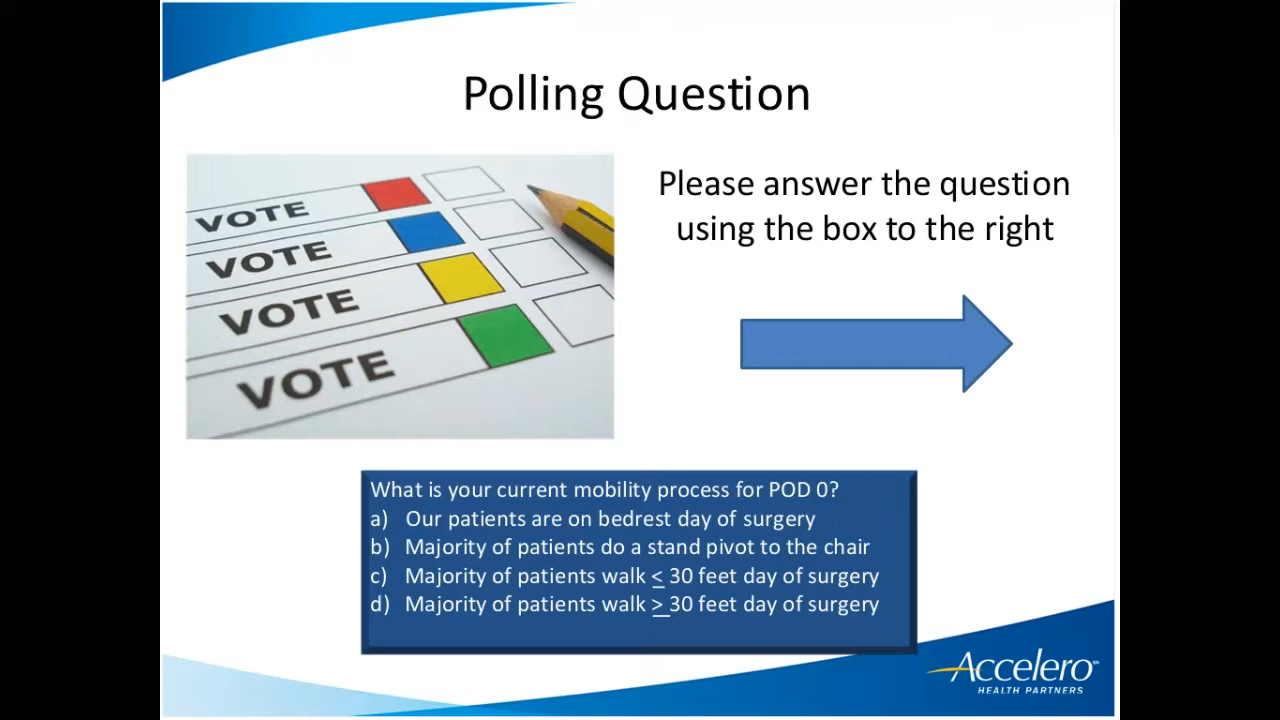 Polling Question
VOTE
VOTE
VOTE
VOTE
Please answer the question
using the box to the right
What is your current mobility process for POD 0?
a) Our patients are on bedrest day of surgery
b) Majority of patients do a stand pivot to the chair
c) Majority of patients walk < 30 feet day of surgery
d) Majority of patients walk > 30 feet day of surgery
Accelero
HEALTH PARTNERS